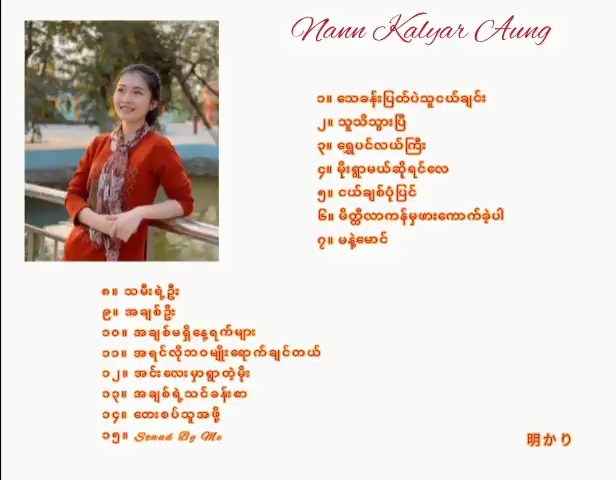 Nann Kalyar Aung
၁။ သေခန်းပြတ်ပဲသူငယ်ချင်း
၂။ သူသိသွားပြီ
၃။ ရွှေပင်လယ်ကြီး
၄။ မိုးရွာမယ်ဆိုရင်လေ
၅။ ငယ်ချစ်ပုံပြင်
၆။ မိတ္ထီလာကန်မှဖားကောက်ခဲ့ပါ
၇။ မနဲ့မောင်
၈။ သမီးရဲ့ဦး
၉။ အချစ်ဦး
၁၀။ အချစ်မရှိနေ့ရက်များ
၁၁။ အရင်လိုဘဝမျိုးရောက်ချင်တယ်
၁၂။ အင်းလေးမှာရွာတဲ့မိုး
၁၃။ အချစ်ရဲ့သင်ခန်းစာ
၁၄။ တေးစပ်သူအဖို့
၁၅။ Stand By Me
明かり